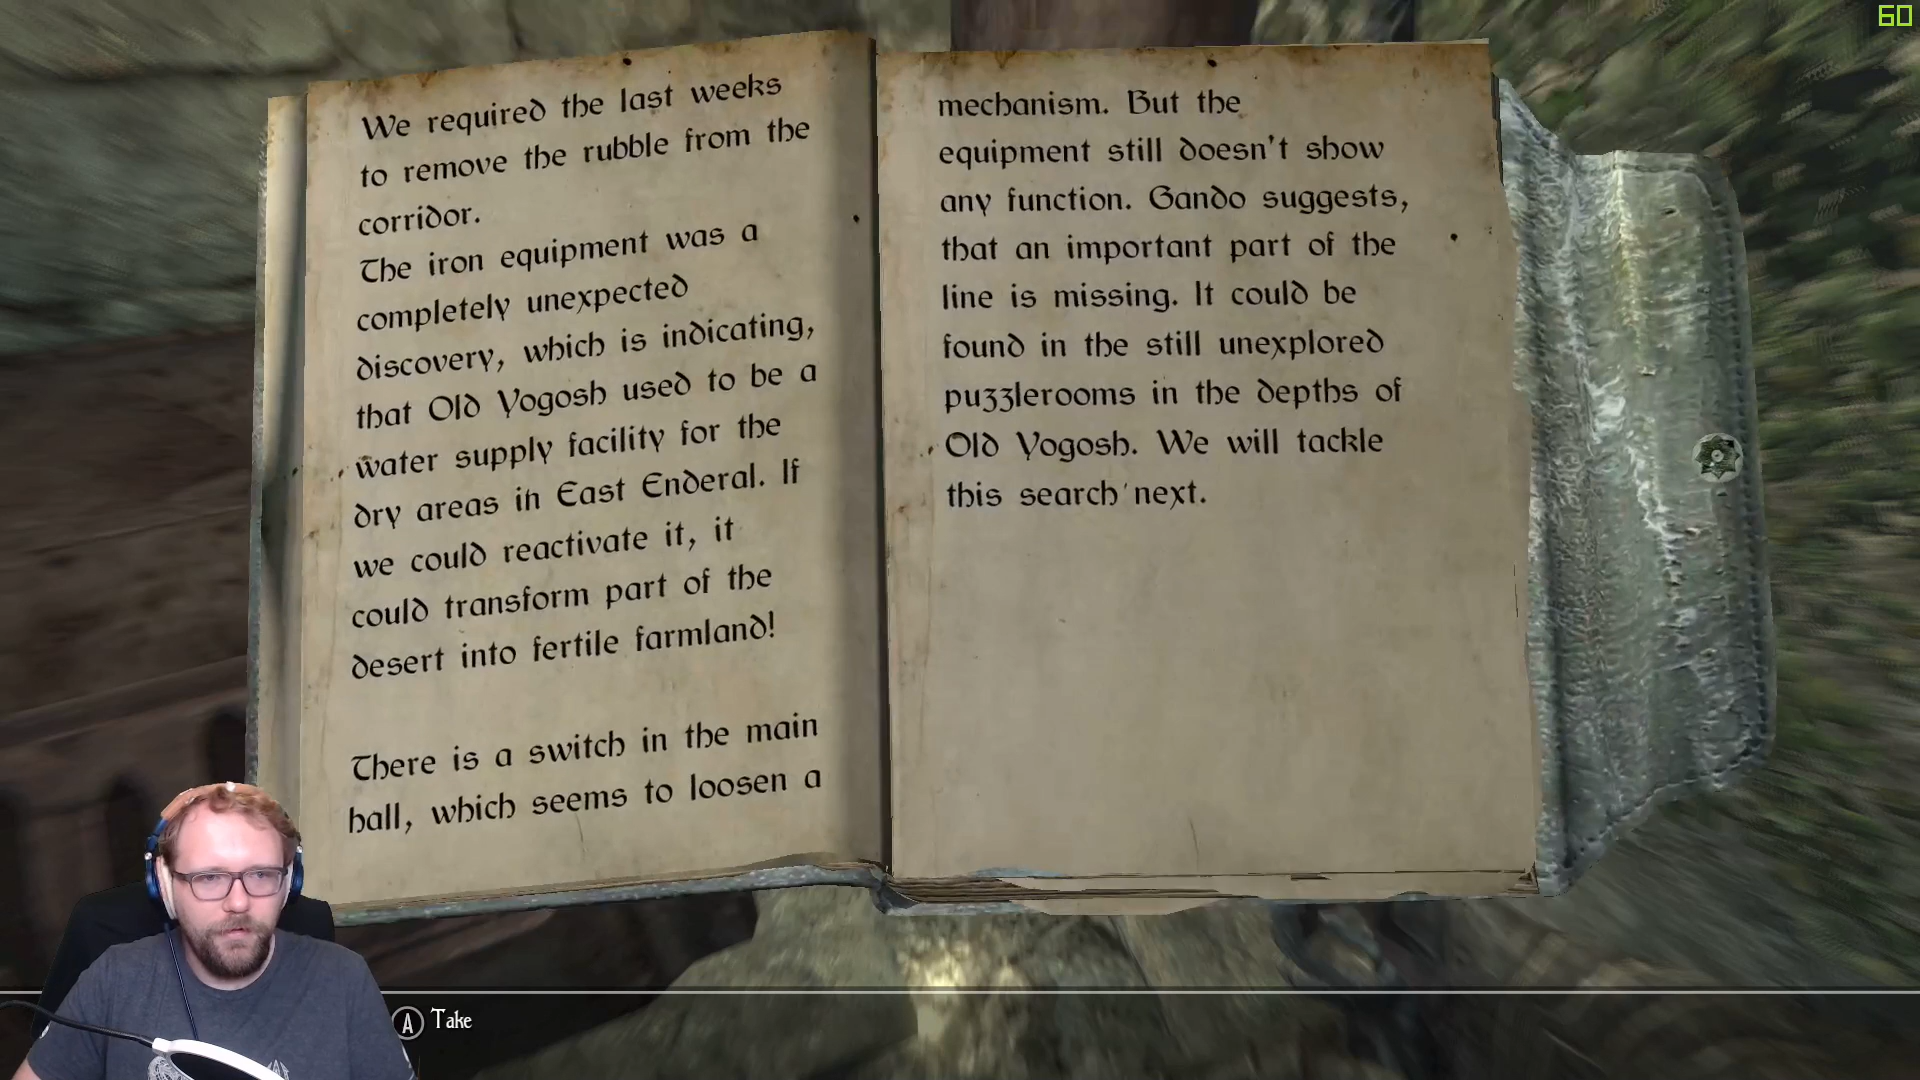 60
We required the last weeks
to remove the rubble from the
corridor.
The iron equipment was a
completely unexpected
discovery, which is indicating,
that Old Yogosh used to be a
water supply facility for the
dry areas in East Enderal. If
we could reactivate it, it
could transform part of the
desert into fertile farmland!
There is a switch in the main
hall, which seems to loosen a
mechanism. But the
equipment still doesn't show
any function. Gando suggests,
that an important part of the
line is missing. It could be
found in the still unexplored
puzzlerooms in the depths of
Old Yogosh. We will tackle
this search next.
A Take